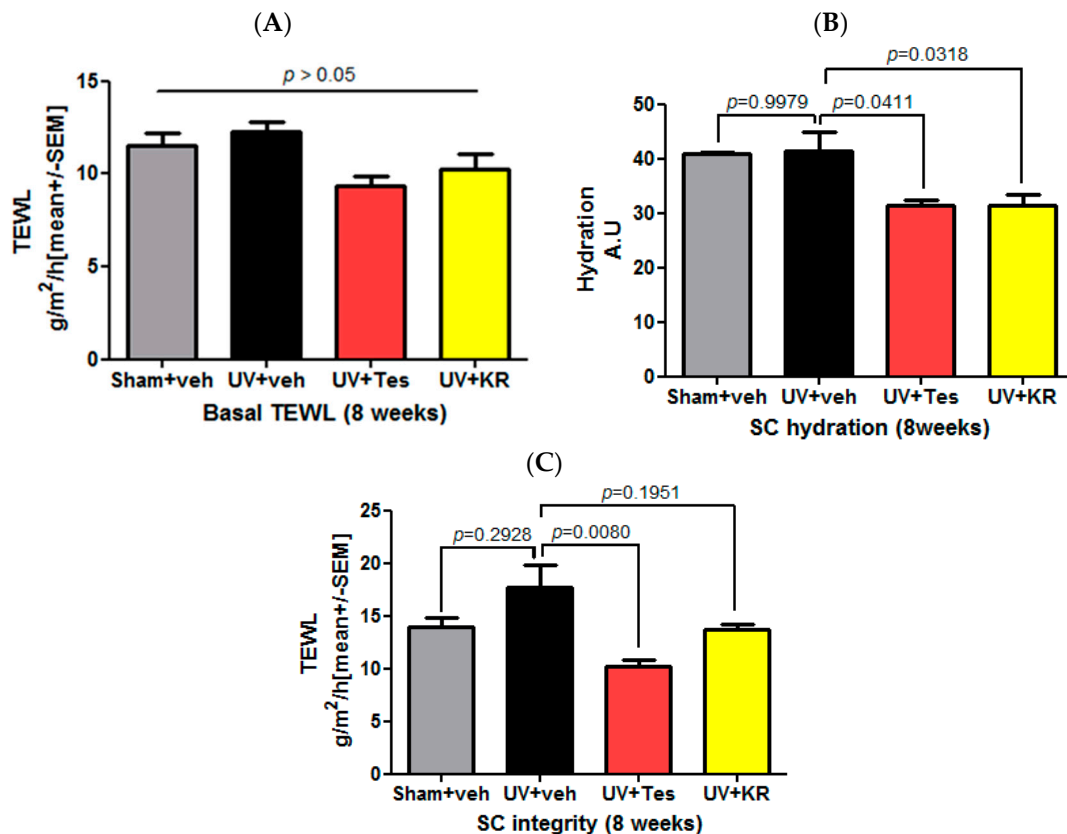 (A)
p > 0.05
15
10
5
0
TEWL
g/m²/h[mean+/-SEM]
Sham+veh UV+veh UV+Tes UV+KR
Basal TEWL (8 weeks)
(B)
p=0.0318
p=0.9979 p=0.0411
50
40
30
20
10
0
Hydration
A.U
Sham+veh UV+veh UV+Tes UV+KR
SC hydration (8weeks)
(C)
p=0.1951
p=0.2928 p=0.0080
25
20
15
10
5
0
TEWL
g/m²/h[mean+/-SEM]
Sham+veh UV+veh UV+Tes UV+KR
SC integrity (8 weeks)